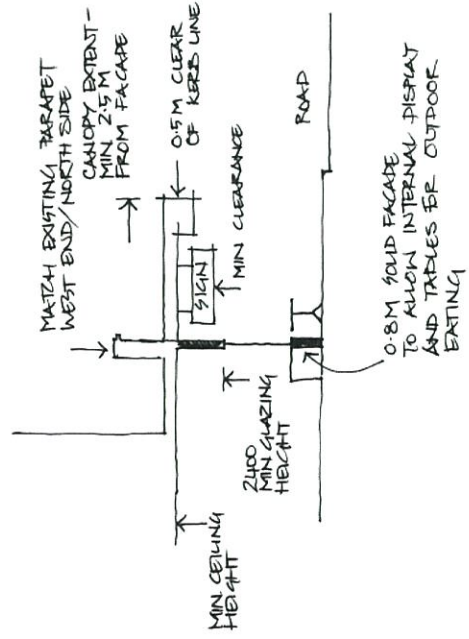 MATCH EXISTING PARAPET
WEST END/NORTH SIDE
CANOPY EXTENT -
MIN. 2.5 M
FROM FACADE
0.5 M CLEAR
OF KERB LINE
SIGN
MIN CLEARANCE
ROAD
MIN. CEILING
HEIGHT
2400
MIN GLAZING
HEIGHT
0.8M SOLID FACADE
TO ALLOW INTERNAL DISPLAY
AND TABLES FOR OUTDOOR
EATING